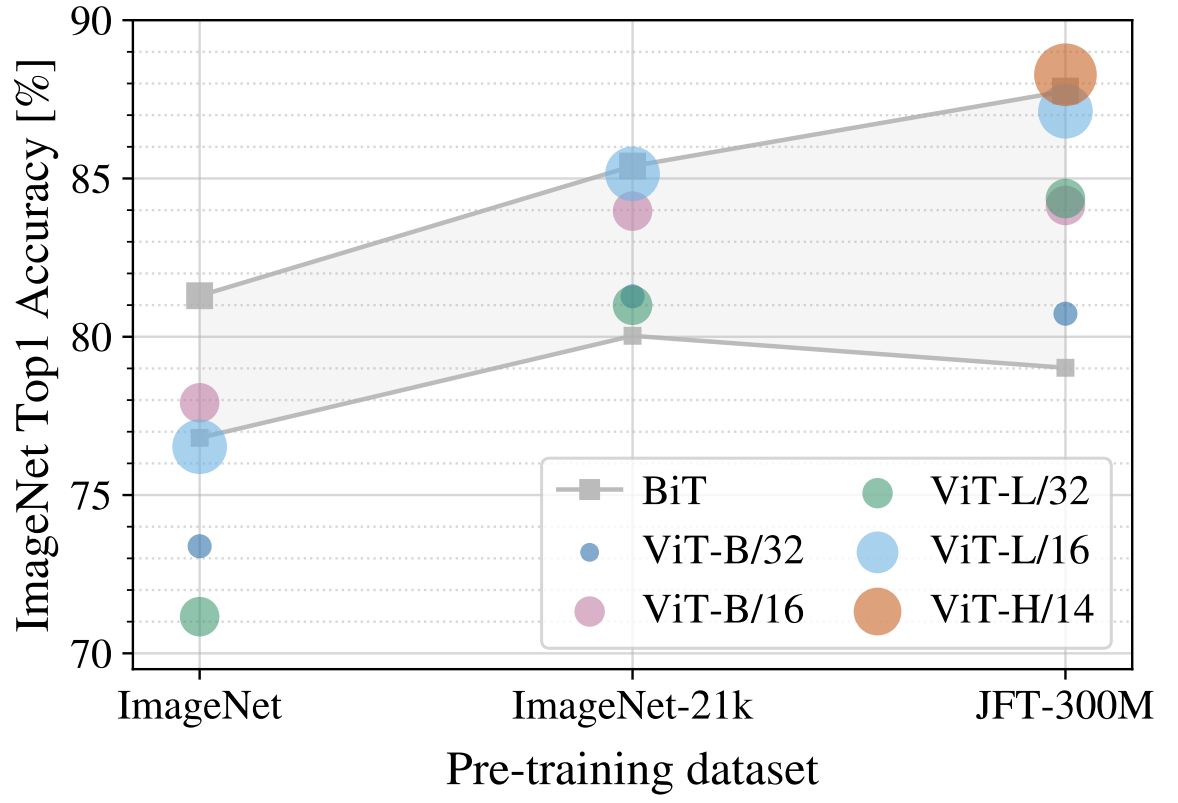 ImageNet Top1 Accuracy [%]
90
85
80
75
70
BiT
ViT-B/32
ViT-B/16
ViT-L/32
ViT-L/16
ViT-H/14
ImageNet
ImageNet-21k
JFT-300M
Pre-training dataset